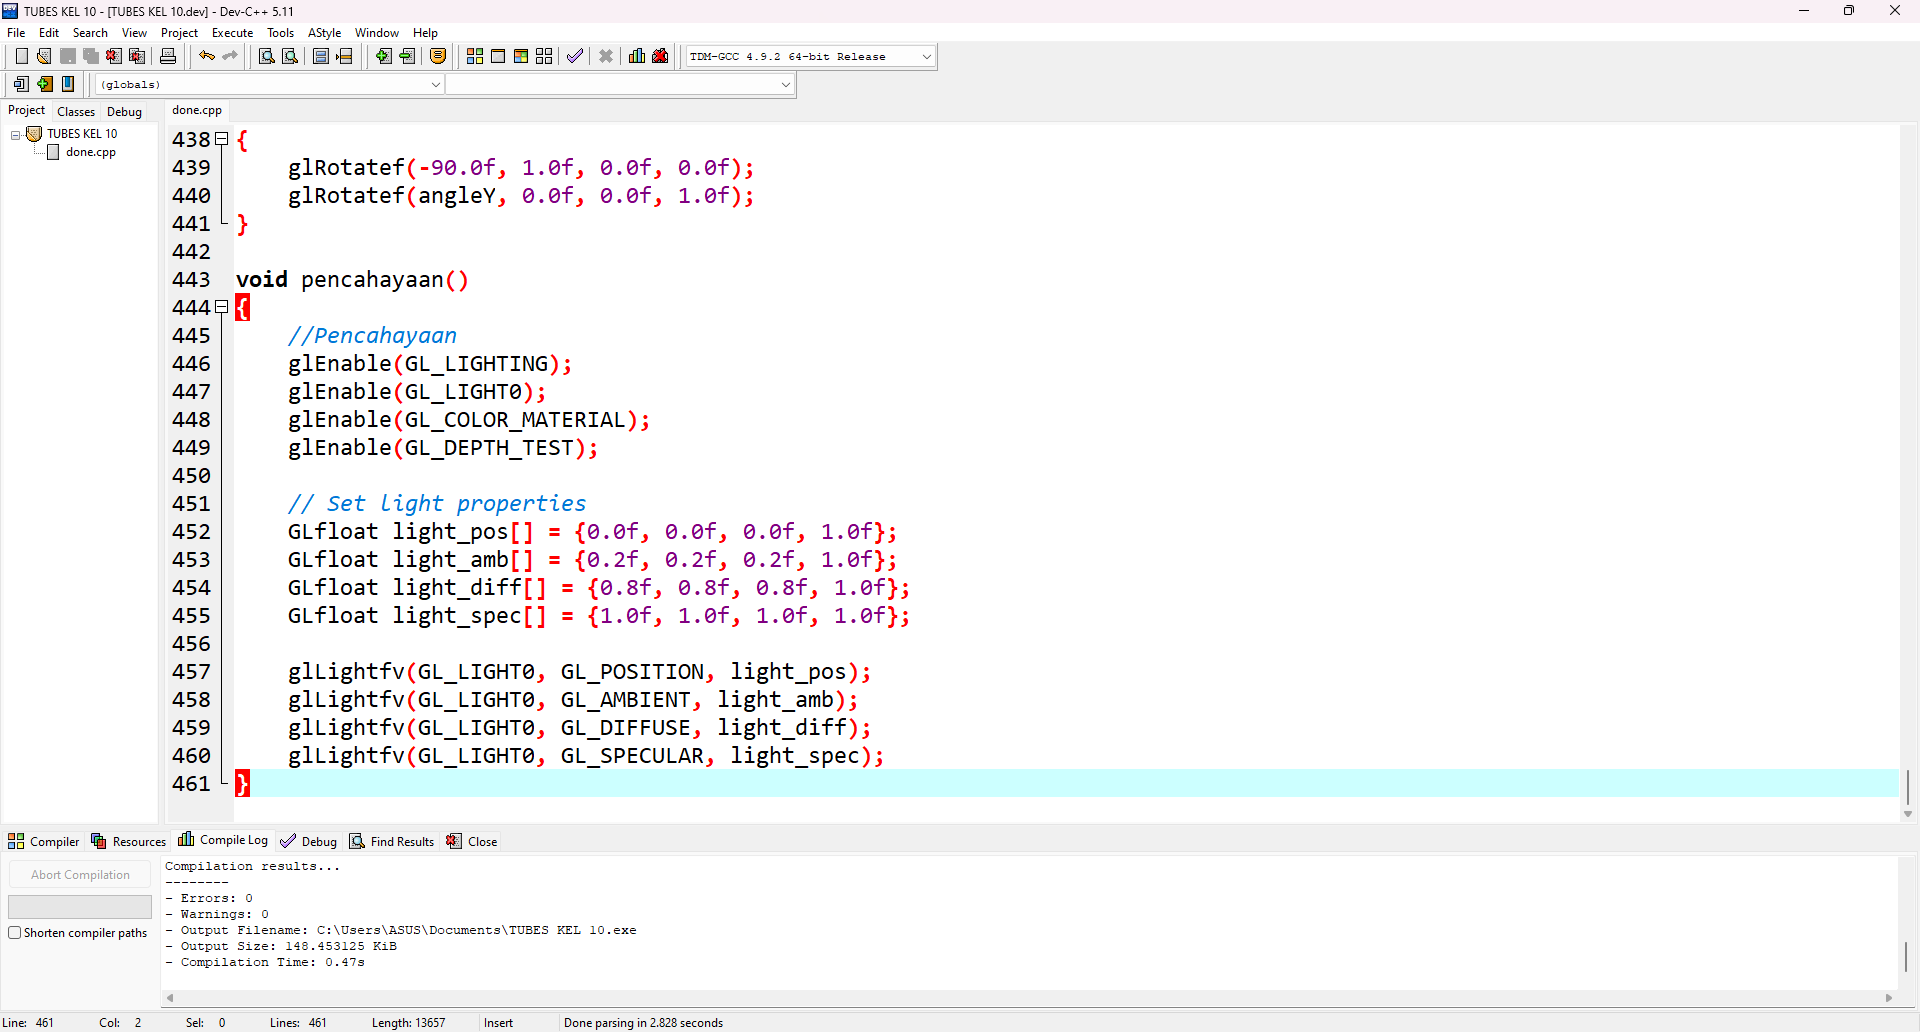 TUBES KEL 10 - [TUBES KEL 10.dev] - Dev-C++ 5.11
File Edit Search View Project Execute Tools AStyle Window Help
TDM-GCC 4.9.2 64-bit Release
(globals)
Project Classes Debug
done.cpp
TUBES KEL 10
done.cpp
438 {
439 glRotatef(-90.0f, 1.0f, 0.0f, 0.0f);
440 glRotatef(angleY, 0.0f, 0.0f, 1.0f);
441 }
442
443 void pencahayaan()
444 {
445 //Pencahayaan
446 glEnable(GL_LIGHTING);
447 glEnable(GL_LIGHT0);
448 glEnable(GL_COLOR_MATERIAL);
449 glEnable(GL_DEPTH_TEST);
450
451 // Set light properties
452 GLfloat light_pos[] = {0.0f, 0.0f, 0.0f, 1.0f};
453 GLfloat light_amb[] = {0.2f, 0.2f, 0.2f, 1.0f};
454 GLfloat light_diff[] = {0.8f, 0.8f, 0.8f, 1.0f};
455 GLfloat light_spec[] = {1.0f, 1.0f, 1.0f, 1.0f};
456
457 glLightfv(GL_LIGHT0, GL_POSITION, light_pos);
458 glLightfv(GL_LIGHT0, GL_AMBIENT, light_amb);
459 glLightfv(GL_LIGHT0, GL_DIFFUSE, light_diff);
460 glLightfv(GL_LIGHT0, GL_SPECULAR, light_spec);
461 }
Compiler Resources Compile Log Debug Find Results Close
Abort Compilation
Shorten compiler paths
Compilation results...
--------
- Errors: 0
- Warnings: 0
- Output Filename: C:\Users\ASUS\Documents\TUBES KEL 10.exe
- Output Size: 148.453125 KiB
- Compilation Time: 0.47s
Line: 461 Col: 2 Sel: 0 Lines: 461 Length: 13657 Insert Done parsing in 2.828 seconds